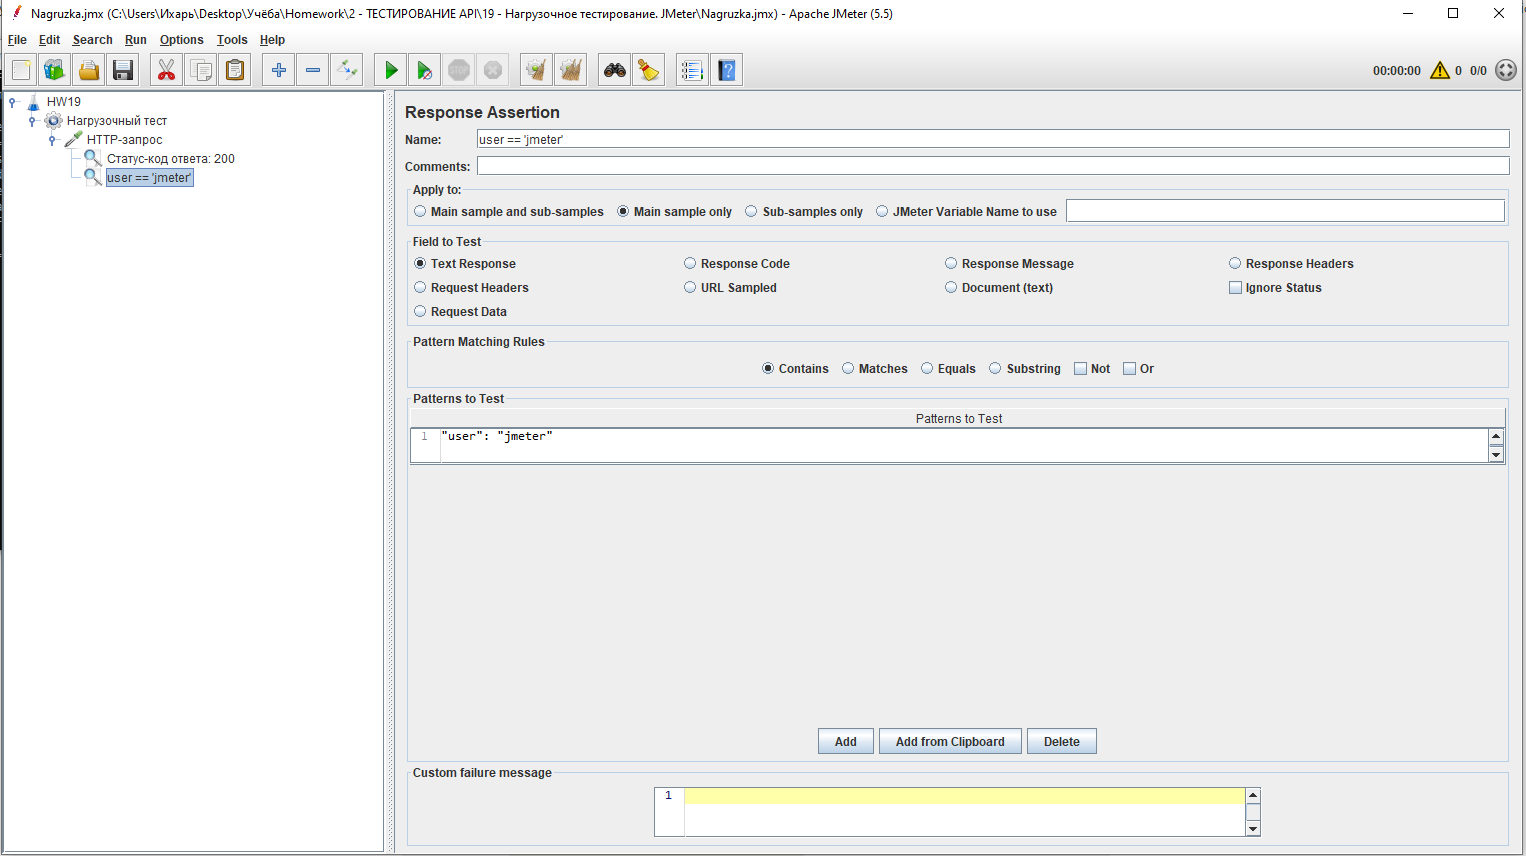 Nagruzka.jmx (C:\Users\Ихарь\Desktop\Учёба\Homework\2 - ТЕСТИРОВАНИЕ API\19 - Нагрузочное тестирование. JMeter\Nagruzka.jmx) - Apache JMeter (5.5)
File Edit Search Run Options Tools Help
STOP 00:00:00 0 0/0
HW19
Нагрузочный тест
HTTP-запрос
Статус-код ответа: 200
user == 'jmeter'
Response Assertion
Name: user == 'jmeter'
Comments:
Apply to:
Main sample and sub-samples Main sample only Sub-samples only JMeter Variable Name to use
Field to Test
Text Response Response Code Response Message Response Headers
Request Headers URL Sampled Document (text) Ignore Status
Request Data
Pattern Matching Rules
Contains Matches Equals Substring Not Or
Patterns to Test
Patterns to Test
1 "user": "jmeter"
Add Add from Clipboard Delete
Custom failure message
1